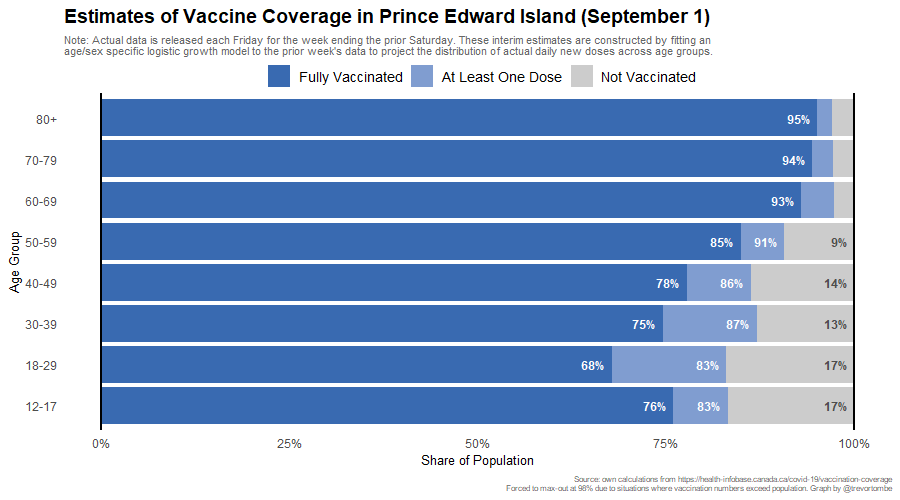 Estimates of Vaccine Coverage in Prince Edward Island (September 1)
Note: Actual data is released each Friday for the week ending the prior Saturday. These interim estimates are constructed by fitting an
age/sex specific logistic growth model to the prior week's data to project the distribution of actual daily new doses across age groups.
Fully Vaccinated At Least One Dose Not Vaccinated
Age Group
80+ 95%
70-79 94%
60-69 93%
50-59 85% 91% 9%
40-49 78% 86% 14%
30-39 75% 87% 13%
18-29 68% 83% 17%
12-17 76% 83% 17%
0% 25% 50% 75% 100%
Share of Population
Source: own calculations from https://health-infobase.canada.ca/covid-19/vaccination-coverage
Forced to max-out at 98% due to situations where vaccination numbers exceed population. Graph by @trevortombe